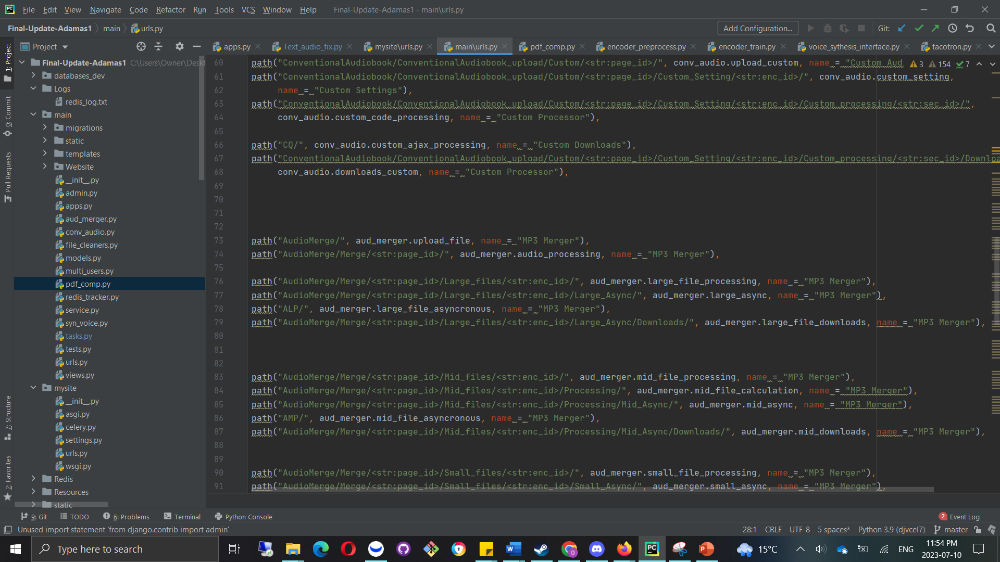 File Edit View Navigate Code Refactor Run Tools VCS Window Help Final-Update-Adamas1 - main\urls.py
Final-Update-Adamas1 main urls.py Add Configuration... Git:
Project apps.py Text_audio_fix.py mysite\urls.py main\urls.py pdf_comp.py encoder_preprocess.py encoder_train.py voice_sythesis_interface.py tacotron.py
1: Project
0: Commit
Pull Requests
7: Structure
2: Favorites
Final-Update-Adamas1 C:\Users\Owner\Deskt
databases_dev
Logs
redis_log.txt
main
migrations
static
templates
Website
__init__.py
admin.py
apps.py
aud_merger.py
conv_audio.py
file_cleaners.py
models.py
multi_users.py
pdf_comp.py
redis_tracker.py
service.py
syn_voice.py
tasks.py
tests.py
urls.py
views.py
mysite
__init__.py
asgi.py
celery.py
settings.py
urls.py
wsgi.py
Redis
Resources
static
3 154 7
60 path("ConventionalAudiobook/ConventionalAudiobook_upload/Custom/<str:page_id>/", conv_audio.upload_custom, name = "Custom Aud
61 path("ConventionalAudiobook/ConventionalAudiobook_upload/Custom/<str:page_id>/Custom_Setting/<str:enc_id>/", conv_audio.custom_setting,
62 name = "Custom Settings"),
63 path("ConventionalAudiobook/ConventionalAudiobook_upload/Custom/<str:page_id>/Custom_Setting/<str:enc_id>/Custom_processing/<str:sec_id>/",
64 conv_audio.custom_code_processing, name = "Custom Processor"),
65
66 path("CQ/", conv_audio.custom_ajax_processing, name = "Custom Downloads"),
67 path("ConventionalAudiobook/ConventionalAudiobook_upload/Custom/<str:page_id>/Custom_Setting/<str:enc_id>/Custom_processing/<str:sec_id>/Downloa
68 conv_audio.downloads_custom, name = "Custom Processor"),
69
70
71
72
73 path("AudioMerge/", aud_merger.upload_file, name = "MP3 Merger"),
74 path("AudioMerge/Merge/<str:page_id>/", aud_merger.audio_processing, name = "MP3 Merger"),
75
76 path("AudioMerge/Merge/<str:page_id>/Large_files/<str:enc_id>/", aud_merger.large_file_processing, name = "MP3 Merger"),
77 path("AudioMerge/Merge/<str:page_id>/Large_files/<str:enc_id>/Large_Async/", aud_merger.large_async, name = "MP3 Merger"),
78 path("ALP/", aud_merger.large_file_asyncronous, name = "MP3 Merger"),
79 path("AudioMerge/Merge/<str:page_id>/Large_files/<str:enc_id>/Large_Async/Downloads/", aud_merger.large_file_downloads, name = "MP3 Merger"),
80
81
82
83 path("AudioMerge/Merge/<str:page_id>/Mid_files/<str:enc_id>/", aud_merger.mid_file_processing, name = "MP3 Merger"),
84 path("AudioMerge/Merge/<str:page_id>/Mid_files/<str:enc_id>/Processing/", aud_merger.mid_file_calculation, name = "MP3 Merger"),
85 path("AudioMerge/Merge/<str:page_id>/Mid_files/<str:enc_id>/Processing/Mid_Async/", aud_merger.mid_async, name = "MP3 Merger"),
86 path("AMP/", aud_merger.mid_file_asyncronous, name = "MP3 Merger"),
87 path("AudioMerge/Merge/<str:page_id>/Mid_files/<str:enc_id>/Processing/Mid_Async/Downloads/", aud_merger.mid_downloads, name = "MP3 Merger"),
88
89
90 path("AudioMerge/Merge/<str:page_id>/Small_files/<str:enc_id>/", aud_merger.small_file_processing, name = "MP3 Merger"),
91 path("AudioMerge/Merge/<str:page_id>/Small_files/<str:enc_id>/Small_Async/", aud_merger.small_async, name = "MP3 Merger"),
9: Git TODO 6: Problems Terminal Python Console 2 Event Log
Unused import statement 'from django.contrib import admin' 28:1 CRLF UTF-8 5 spaces* Python 3.9 (djvcel7) master
Type here to search 15°C ENG 11:54 PM
2023-07-10